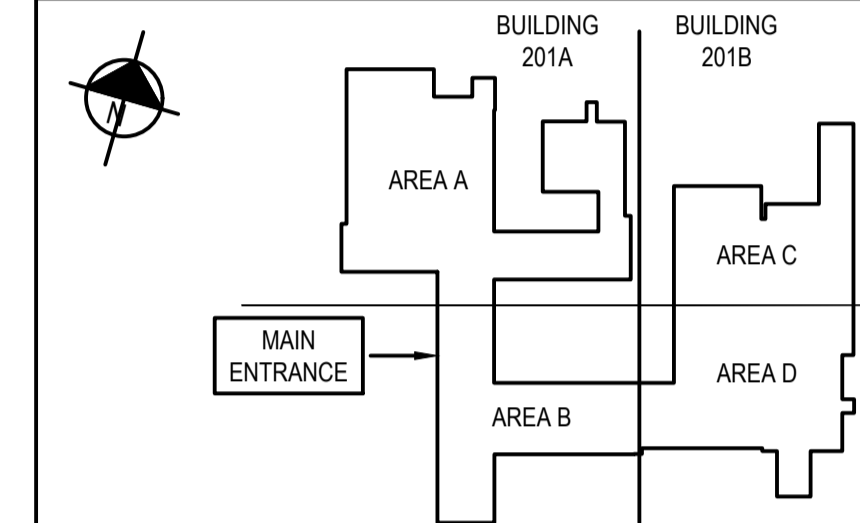 BUILDING
201A
BUILDING
201B
N
AREA A
AREA C
MAIN
ENTRANCE
AREA D
AREA B